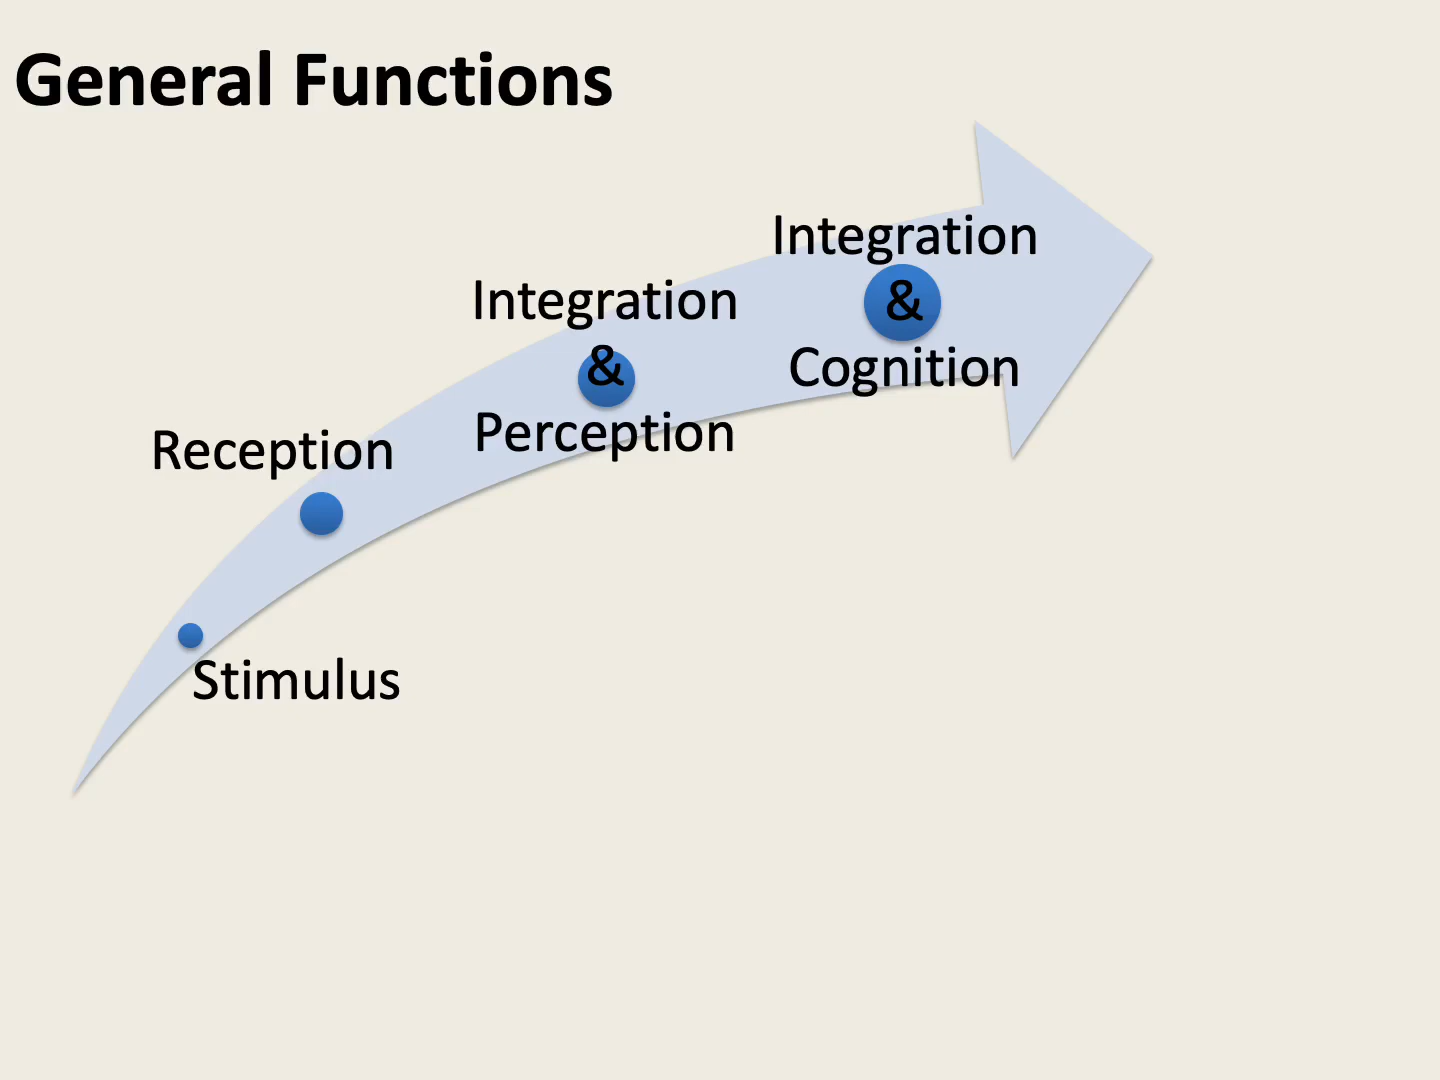 General Functions
Integration
&
Cognition
Integration
&
Perception
Reception
Stimulus